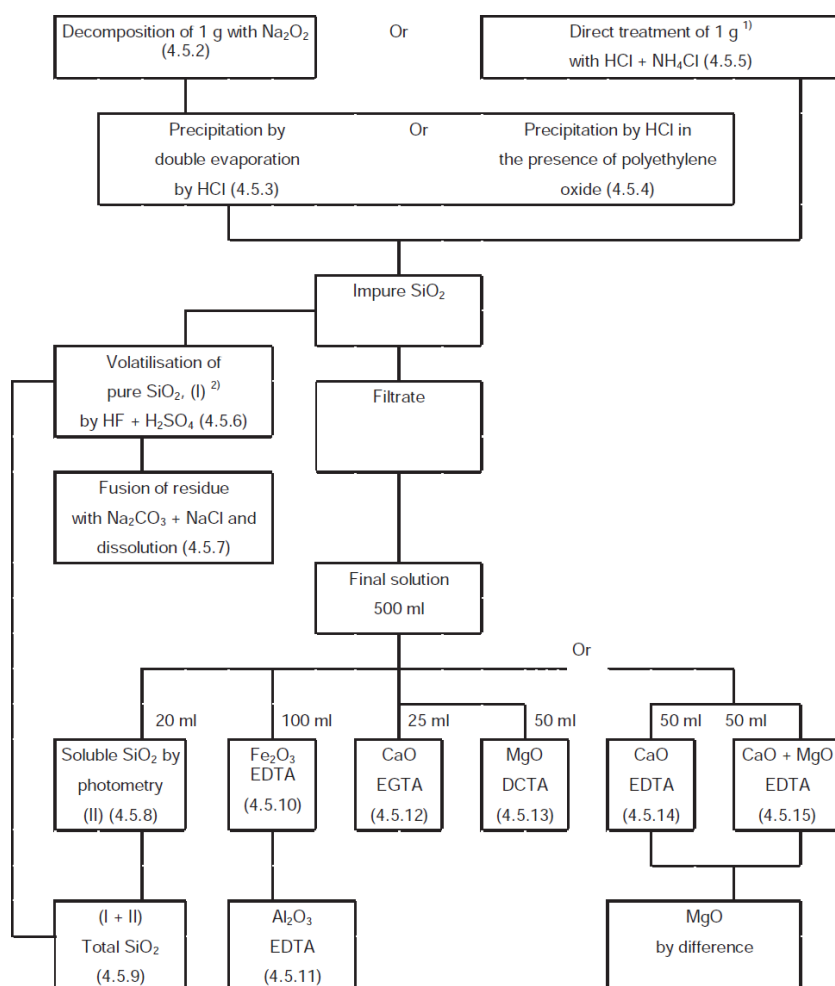 Decomposition of 1 g with Na₂O₂
(4.5.2)
Or
Direct treatment of 1 g ¹⁾
with HCl + NH₄Cl (4.5.5)
Precipitation by
double evaporation
by HCl (4.5.3)
Or
Precipitation by HCl in
the presence of polyethylene
oxide (4.5.4)
Impure SiO₂
Volatilisation of
pure SiO₂, (I) ²⁾
by HF + H₂SO₄ (4.5.6)
Filtrate
Fusion of residue
with Na₂CO₃ + NaCl and
dissolution (4.5.7)
Final solution
500 ml
Or
20 ml
100 ml
25 ml
50 ml
50 ml
50 ml
Soluble SiO₂ by
photometry
(II) (4.5.8)
Fe₂O₃
EDTA
(4.5.10)
CaO
EGTA
(4.5.12)
MgO
DCTA
(4.5.13)
CaO
EDTA
(4.5.14)
CaO + MgO
EDTA
(4.5.15)
(I + II)
Total SiO₂
(4.5.9)
Al₂O₃
EDTA
(4.5.11)
MgO
by difference